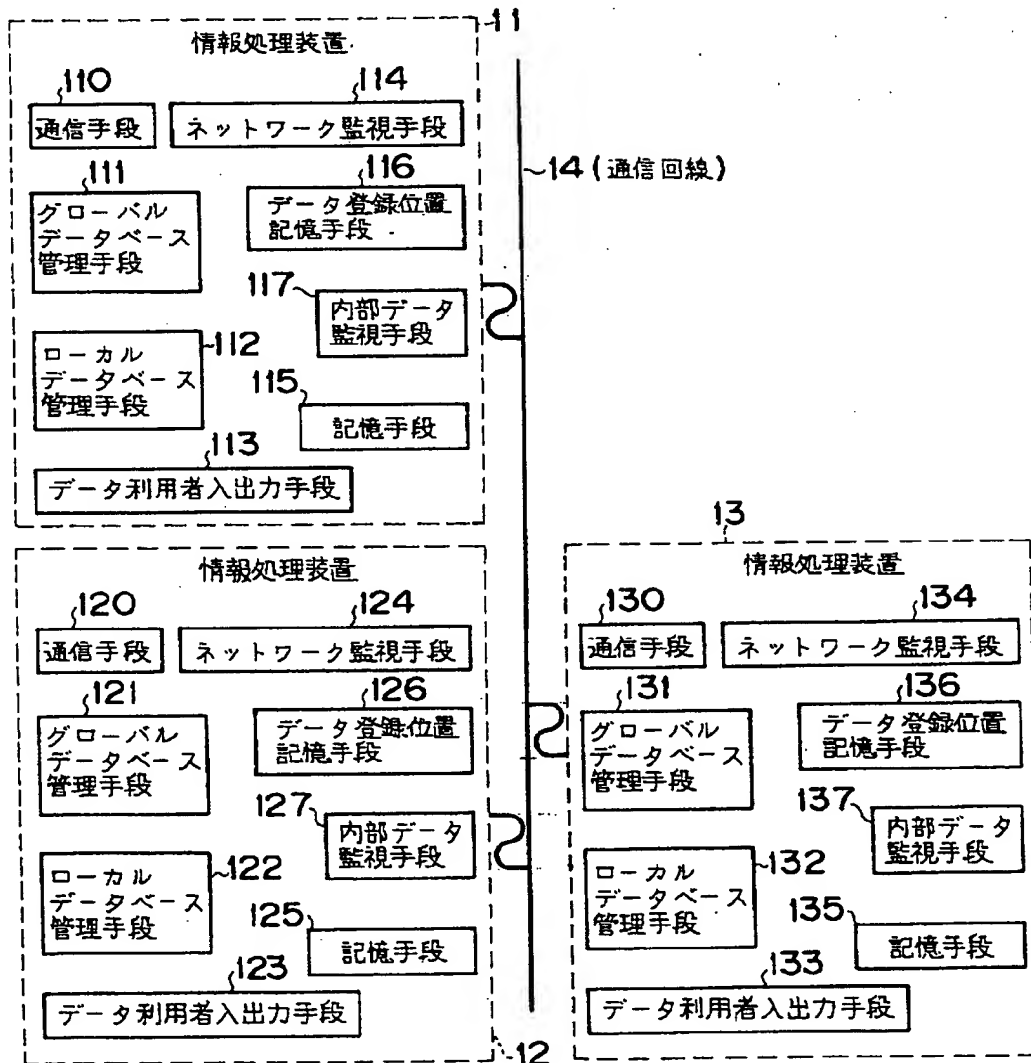 11
情報処理装置
110
通信手段
114
ネットワーク監視手段
111
グローバル
データベース
管理手段
116
データ登録位置
記憶手段
117
内部データ
監視手段
112
ローカル
データベース
管理手段
115
記憶手段
113
データ利用者入出力手段
14(通信回線)
情報処理装置
120
通信手段
124
ネットワーク監視手段
121
グローバル
データベース
管理手段
126
データ登録位置
記憶手段
127
内部データ
監視手段
122
ローカル
データベース
管理手段
125
記憶手段
123
データ利用者入出力手段
12
13
情報処理装置
130
通信手段
134
ネットワーク監視手段
131
グローバル
データベース
管理手段
136
データ登録位置
記憶手段
137
内部データ
監視手段
132
ローカル
データベース
管理手段
135
記憶手段
133
データ利用者入出力手段